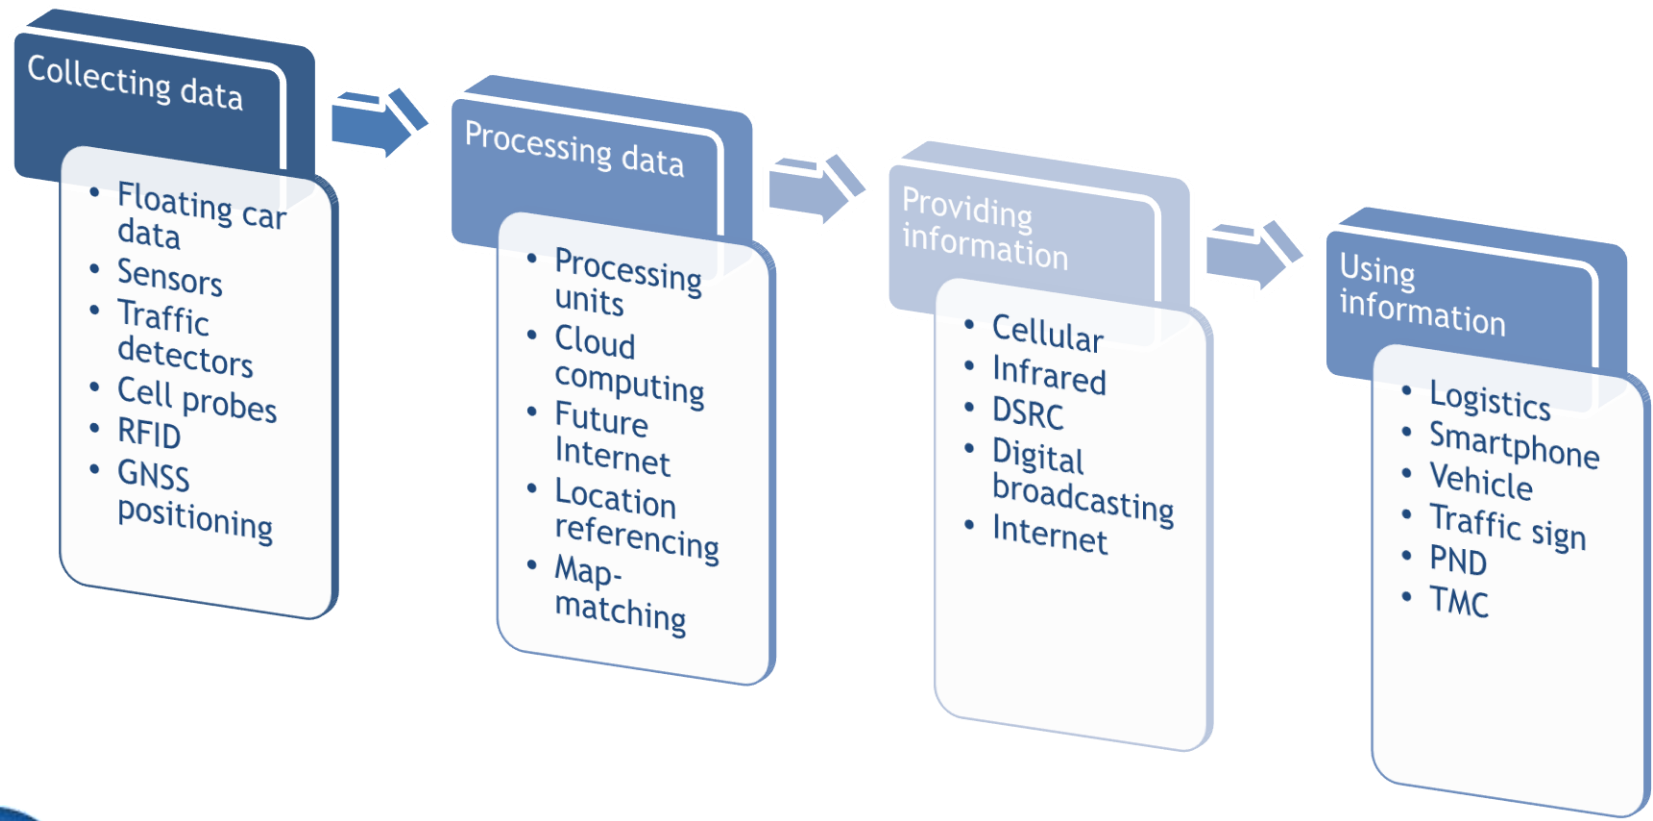 Collecting data
• Floating car
data
• Sensors
• Traffic
detectors
• Cell probes
• RFID
• GNSS
positioning
Processing data
• Processing
units
• Cloud
computing
• Future
Internet
• Location
referencing
• Map-
matching
Providing
information
• Cellular
• Infrared
• DSRC
• Digital
broadcasting
• Internet
Using
information
• Logistics
• Smartphone
• Vehicle
• Traffic sign
• PND
• TMC